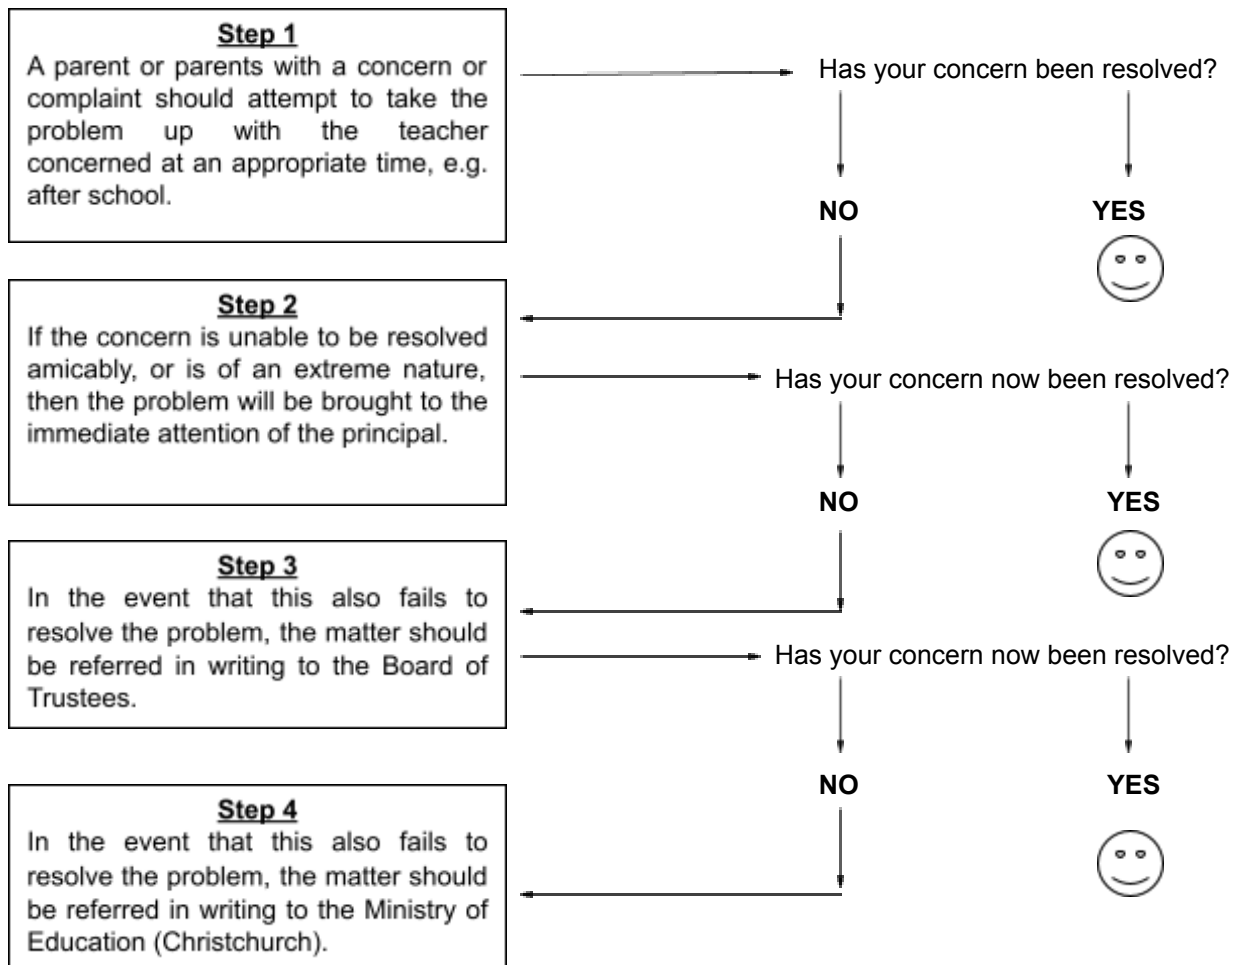 Step 1
A parent or parents with a concern or
complaint should attempt to take the
problem up with the teacher
concerned at an appropriate time, e.g.
after school.
Has your concern been resolved?
NO
YES
Step 2
If the concern is unable to be resolved
amicably, or is of an extreme nature,
then the problem will be brought to the
immediate attention of the principal.
Has your concern now been resolved?
NO
YES
Step 3
In the event that this also fails to
resolve the problem, the matter should
be referred in writing to the Board of
Trustees.
Has your concern now been resolved?
NO
YES
Step 4
In the event that this also fails to
resolve the problem, the matter should
be referred in writing to the Ministry of
Education (Christchurch).